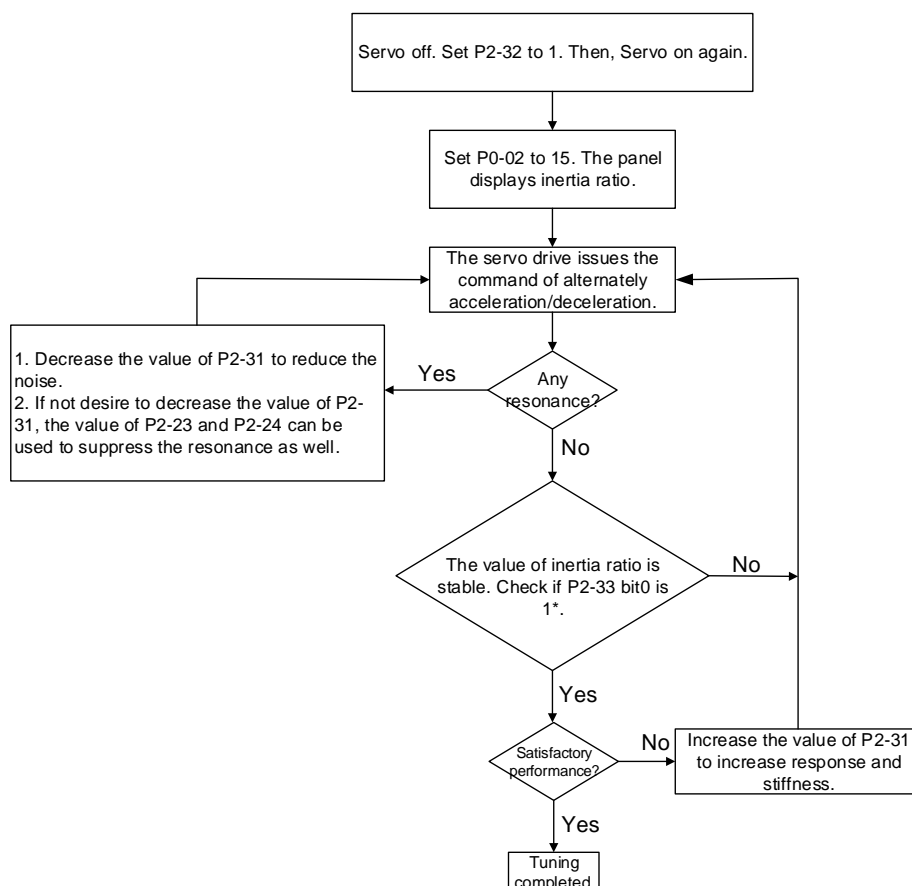 Servo off. Set P2-32 to 1. Then, Servo on again.
Set P0-02 to 15. The panel
displays inertia ratio.
The servo drive issues the
command of alternately
acceleration/deceleration.
1. Decrease the value of P2-31 to reduce the
noise.
2. If not desire to decrease the value of P2-
31, the value of P2-23 and P2-24 can be
used to suppress the resonance as well.
Yes
Any
resonance?
No
The value of inertia ratio is
stable. Check if P2-33 bit0 is
1*.
No
Yes
Satisfactory
performance?
No
Increase the value of P2-31
to increase response and
stiffness.
Yes
Tuning
completed